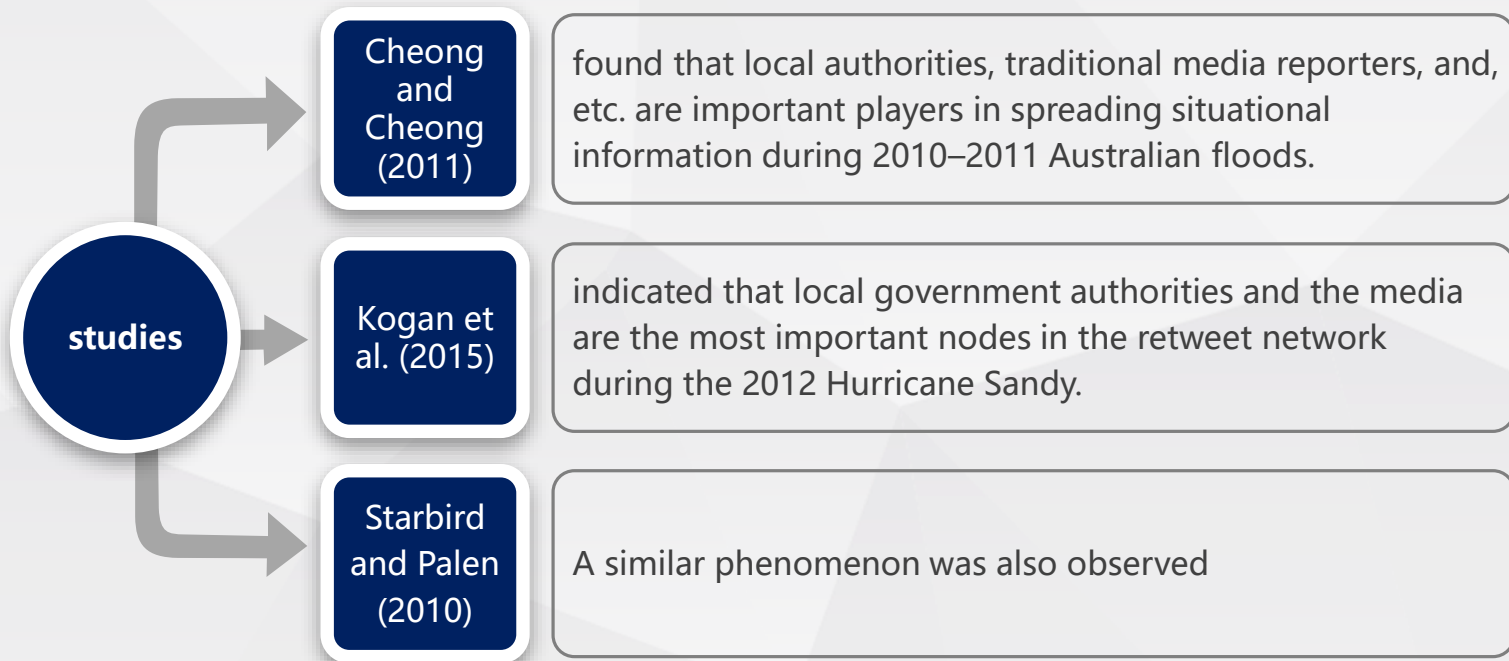 studies
Cheong
and
Cheong
(2011)
found that local authorities, traditional media reporters, and,
etc. are important players in spreading situational
information during 2010–2011 Australian floods.
Kogan et
al. (2015)
indicated that local government authorities and the media
are the most important nodes in the retweet network
during the 2012 Hurricane Sandy.
Starbird
and Palen
(2010)
A similar phenomenon was also observed